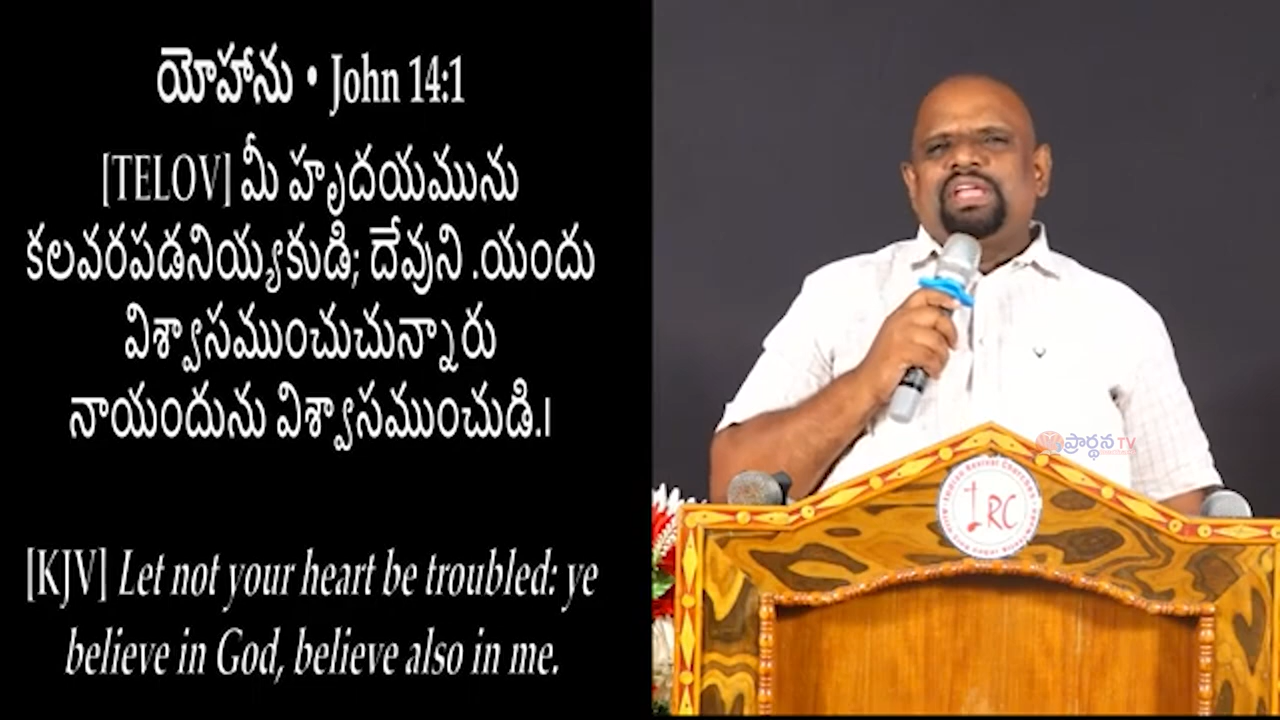 యోహాను • John 14:1
[TELOV] మీ హృదయమును
కలవరపడనియ్యకుడి; దేవుని .యందు
విశ్వాసముంచుచున్నారు
నాయందును విశ్వాసముంచుడి.।
[KJV] Let not your heart be troubled: ye
believe in God, believe also in me.
ప్రార్థన TV
IRC